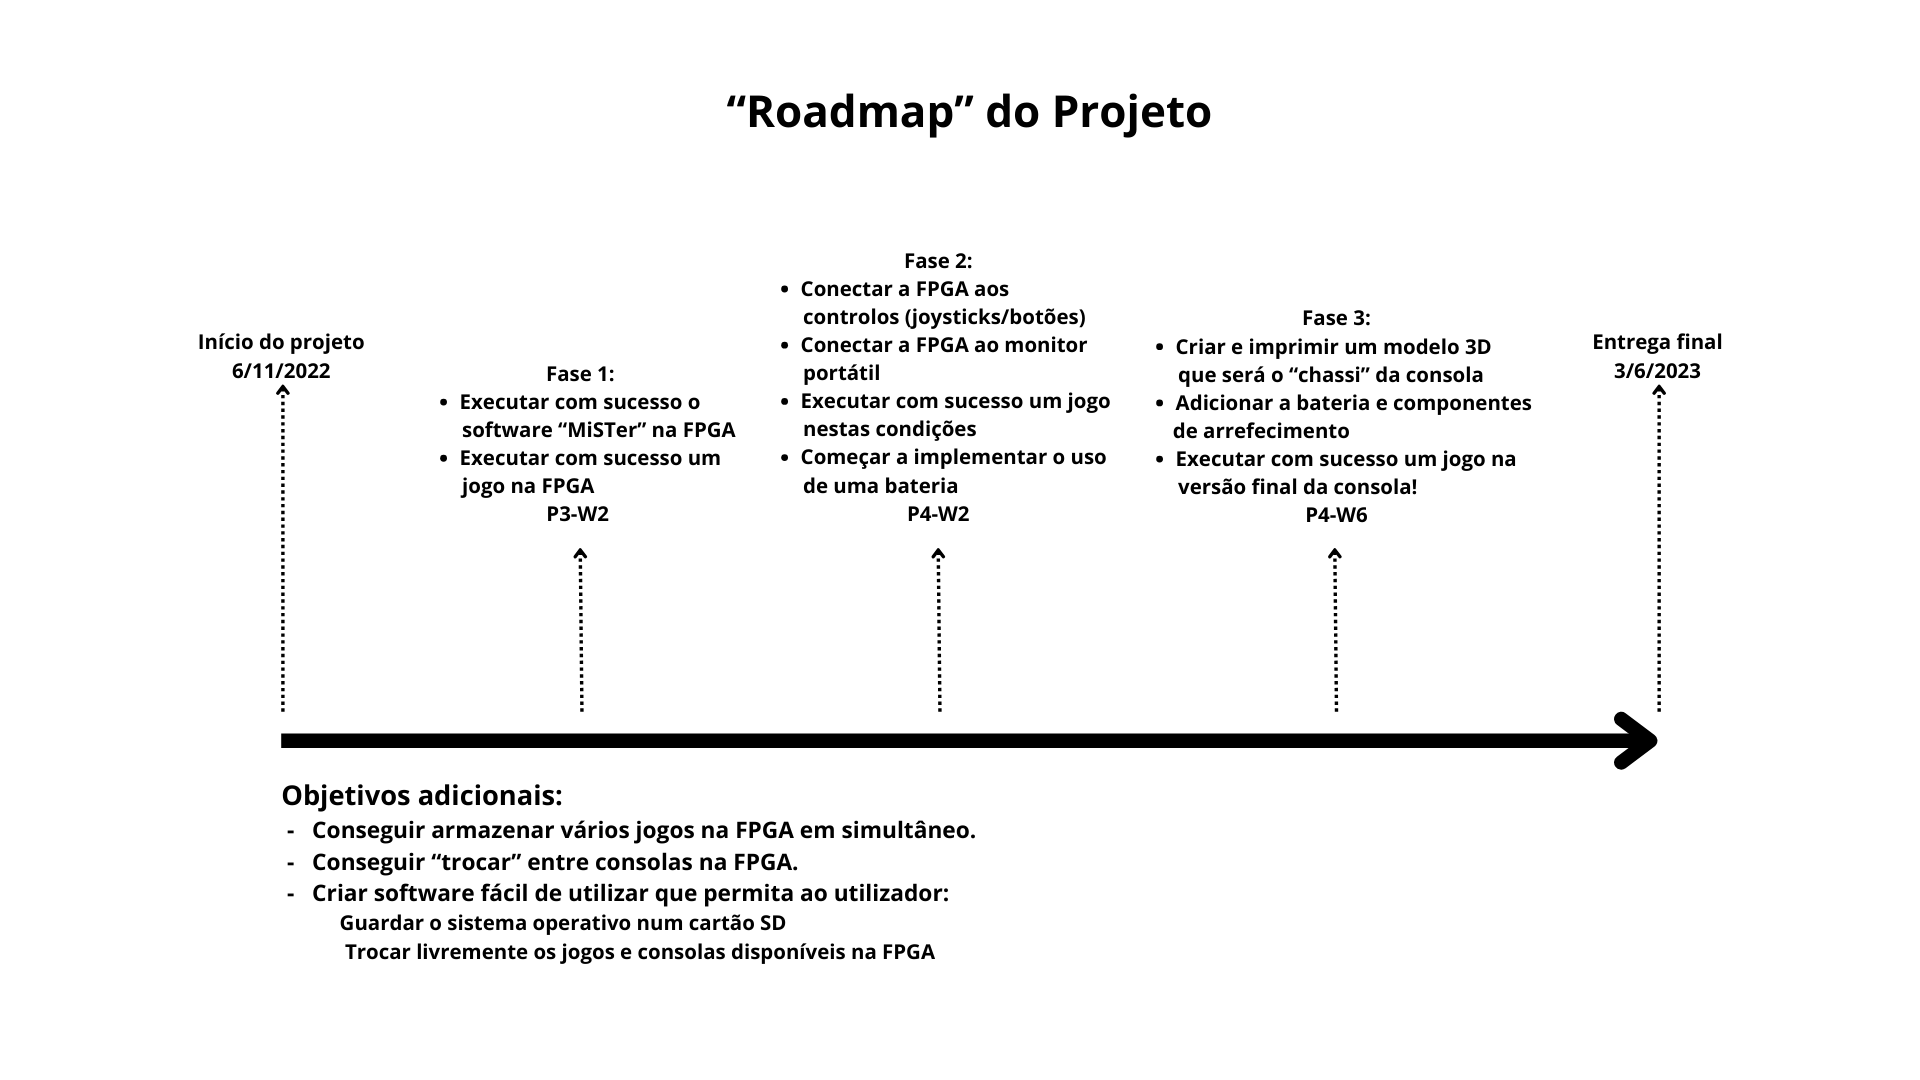 “Roadmap” do Projeto
Início do projeto
6/11/2022
Fase 1:
• Executar com sucesso o
software “MiSTer” na FPGA
• Executar com sucesso um
jogo na FPGA
P3-W2
Fase 2:
• Conectar a FPGA aos
controlos (joysticks/botões)
• Conectar a FPGA ao monitor
portátil
• Executar com sucesso um jogo
nestas condições
• Começar a implementar o uso
de uma bateria
P4-W2
Fase 3:
• Criar e imprimir um modelo 3D
que será o “chassi” da consola
• Adicionar a bateria e componentes
de arrefecimento
• Executar com sucesso um jogo na
versão final da consola!
P4-W6
Entrega final
3/6/2023
Objetivos adicionais:
- Conseguir armazenar vários jogos na FPGA em simultâneo.
- Conseguir “trocar” entre consolas na FPGA.
- Criar software fácil de utilizar que permita ao utilizador:
Guardar o sistema operativo num cartão SD
Trocar livremente os jogos e consolas disponíveis na FPGA